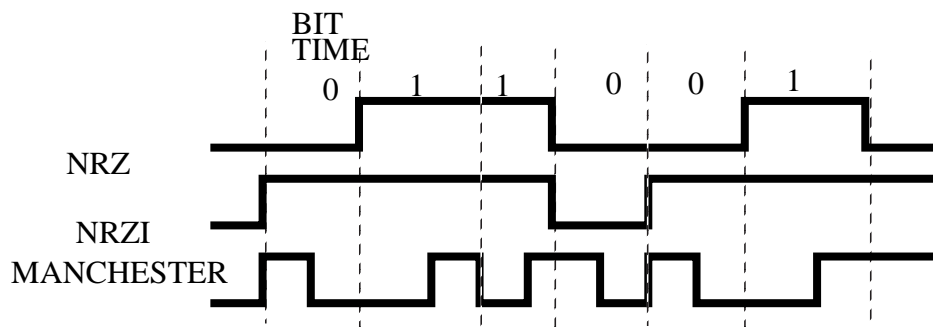 BIT
TIME
0 1 1 0 0 1
NRZ
NRZI
MANCHESTER